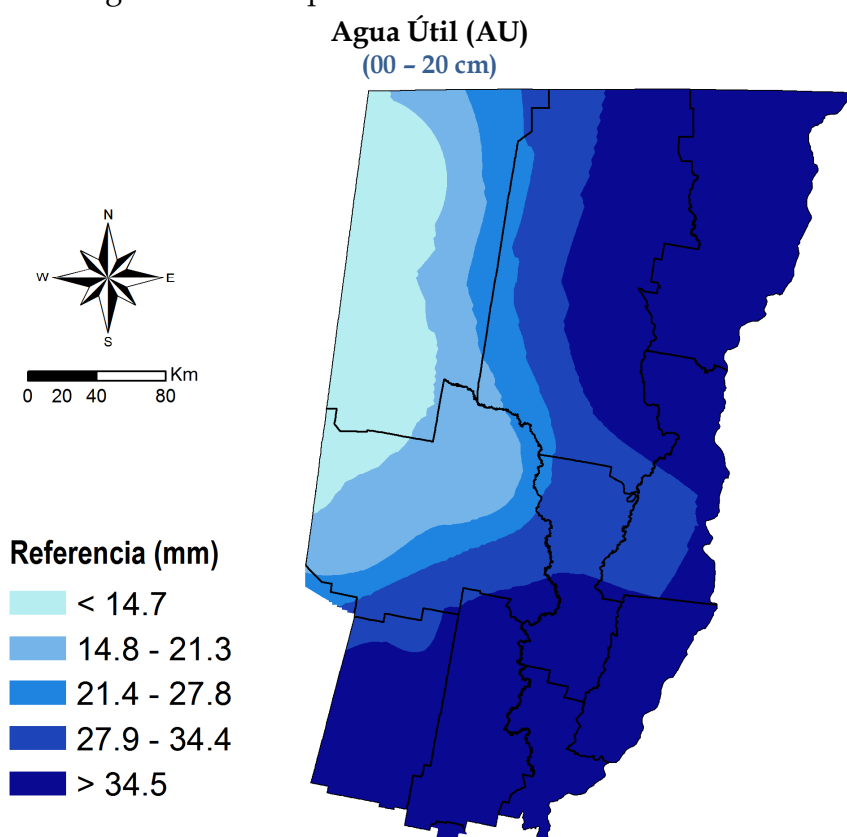 Agua Útil (AU)
(00 – 20 cm)
N
W
E
S
Km
0 20 40 80
Referencia (mm)
< 14.7
14.8 - 21.3
21.4 - 27.8
27.9 - 34.4
> 34.5